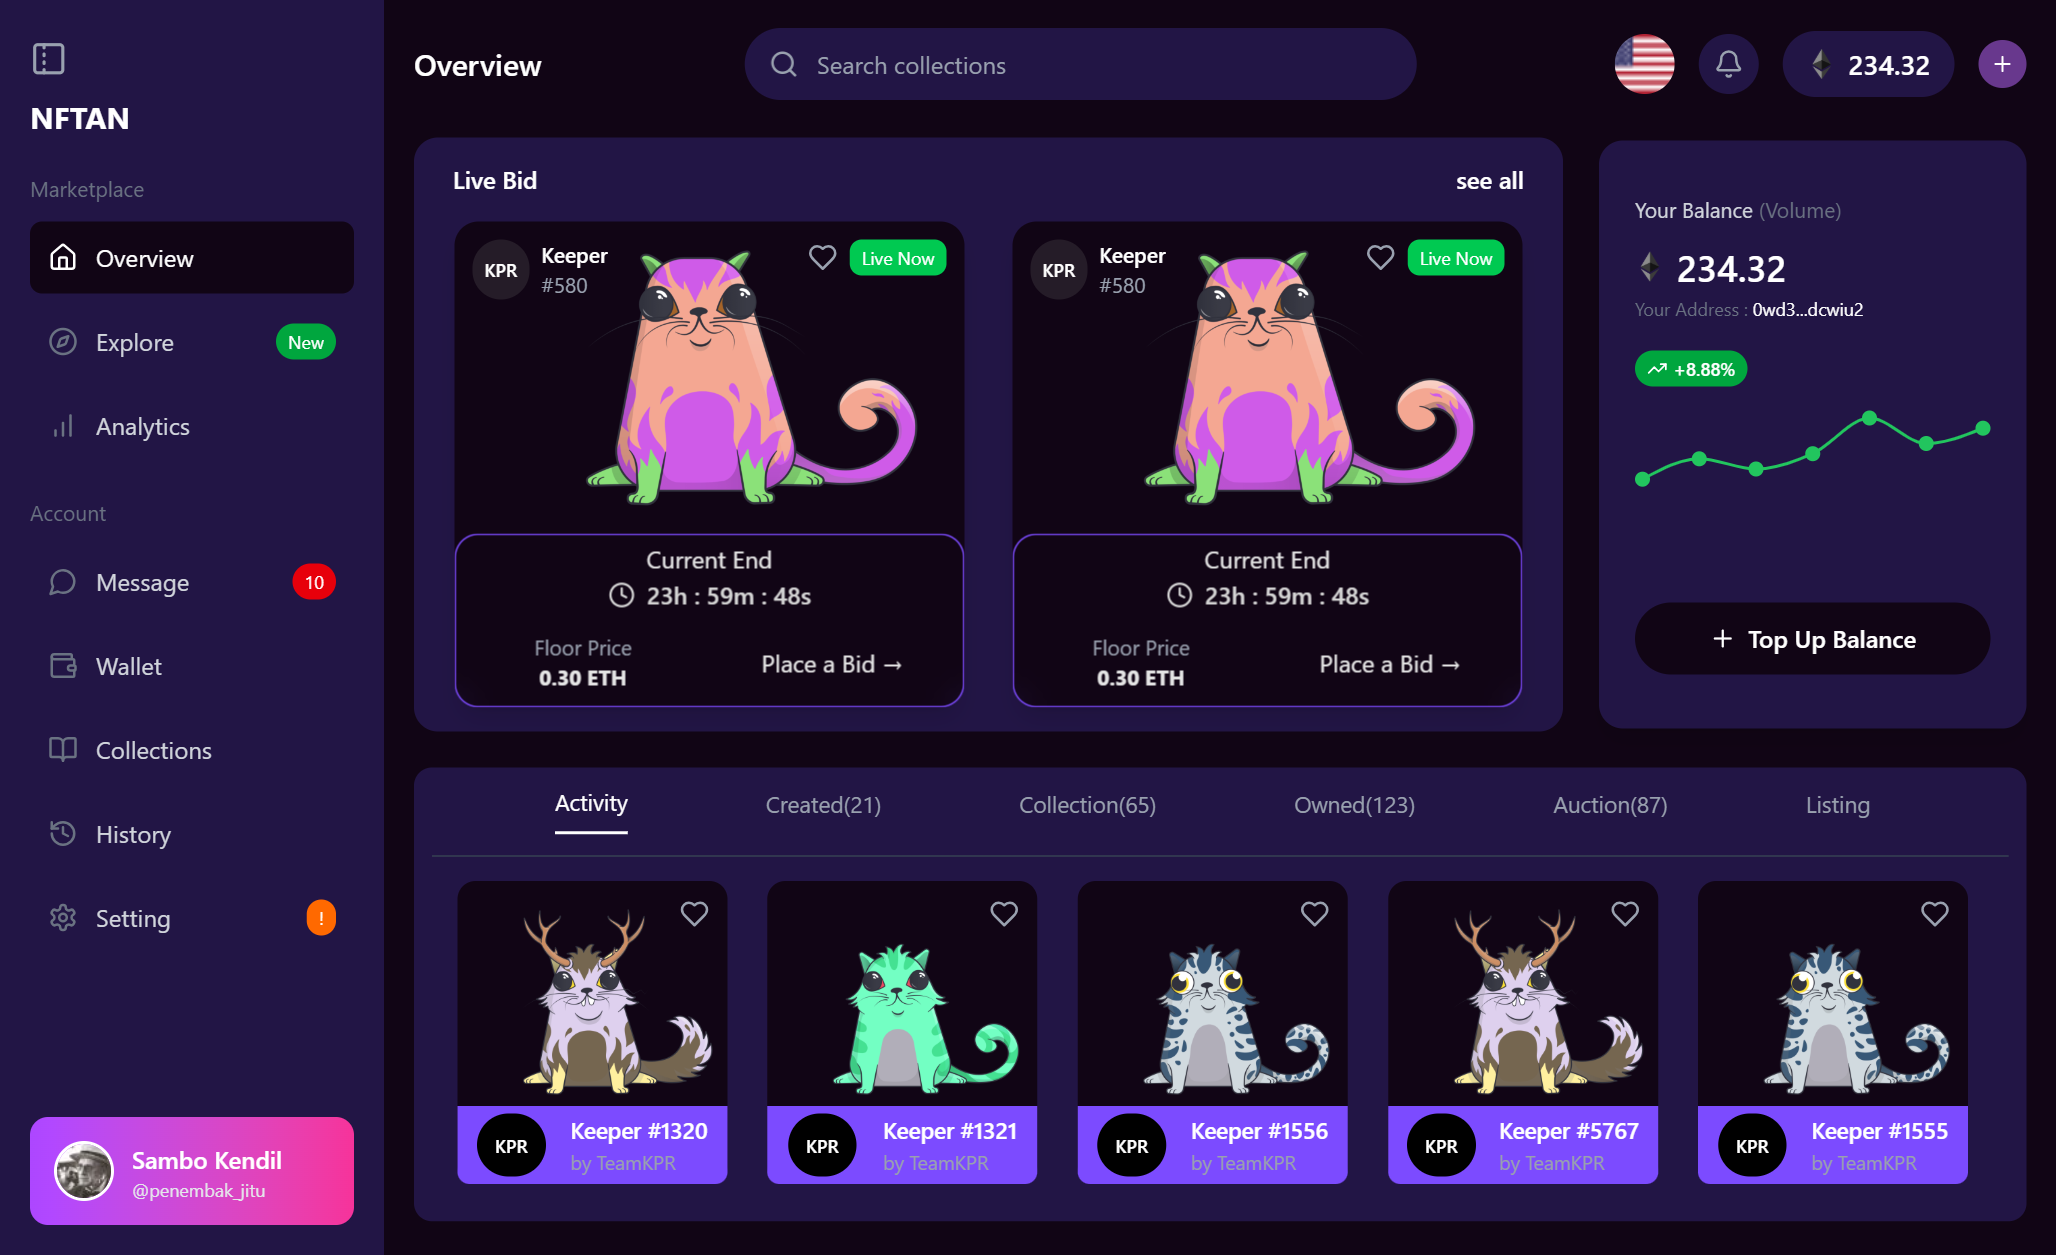 NFTAN
Marketplace
Overview
Explore
New
Analytics
Account
Message
10
Wallet
Collections
History
Setting
!
Sambo Kendil
@penembak_jitu
Overview
Search collections
234.32
+
Live Bid
see all
KPR
Keeper
#580
Live Now
Current End
23h : 59m : 48s
Floor Price
0.30 ETH
Place a Bid →
KPR
Keeper
#580
Live Now
Current End
23h : 59m : 48s
Floor Price
0.30 ETH
Place a Bid →
Your Balance (Volume)
234.32
Your Address : 0wd3...dcwiu2
+8.88%
+ Top Up Balance
Activity
Created(21)
Collection(65)
Owned(123)
Auction(87)
Listing
KPR
Keeper #1320
by TeamKPR
KPR
Keeper #1321
by TeamKPR
KPR
Keeper #1556
by TeamKPR
KPR
Keeper #5767
by TeamKPR
KPR
Keeper #1555
by TeamKPR